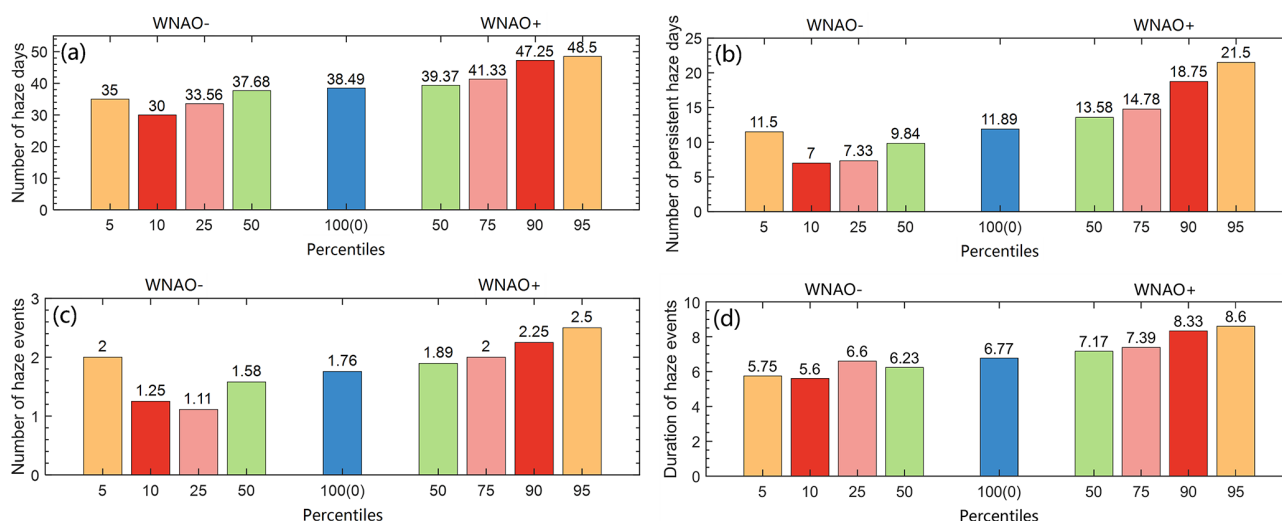 WNAO- WNAO+
(a)
Number of haze days
50
40
30
20
10
0
35 30 33.56 37.68 38.49 39.37 41.33 47.25 48.5
5 10 25 50 100(0) 50 75 90 95
Percentiles
WNAO- WNAO+
(b)
Number of persistent haze days
25
20
15
10
5
0
11.5 7 7.33 9.84 11.89 13.58 14.78 18.75 21.5
5 10 25 50 100(0) 50 75 90 95
Percentiles
WNAO- WNAO+
(c)
Number of haze events
3
2
1
0
2 1.25 1.11 1.58 1.76 1.89 2 2.25 2.5
5 10 25 50 100(0) 50 75 90 95
Percentiles
WNAO- WNAO+
(d)
Duration of haze events
10
8
6
4
2
0
5.75 5.6 6.6 6.23 6.77 7.17 7.39 8.33 8.6
5 10 25 50 100(0) 50 75 90 95
Percentiles